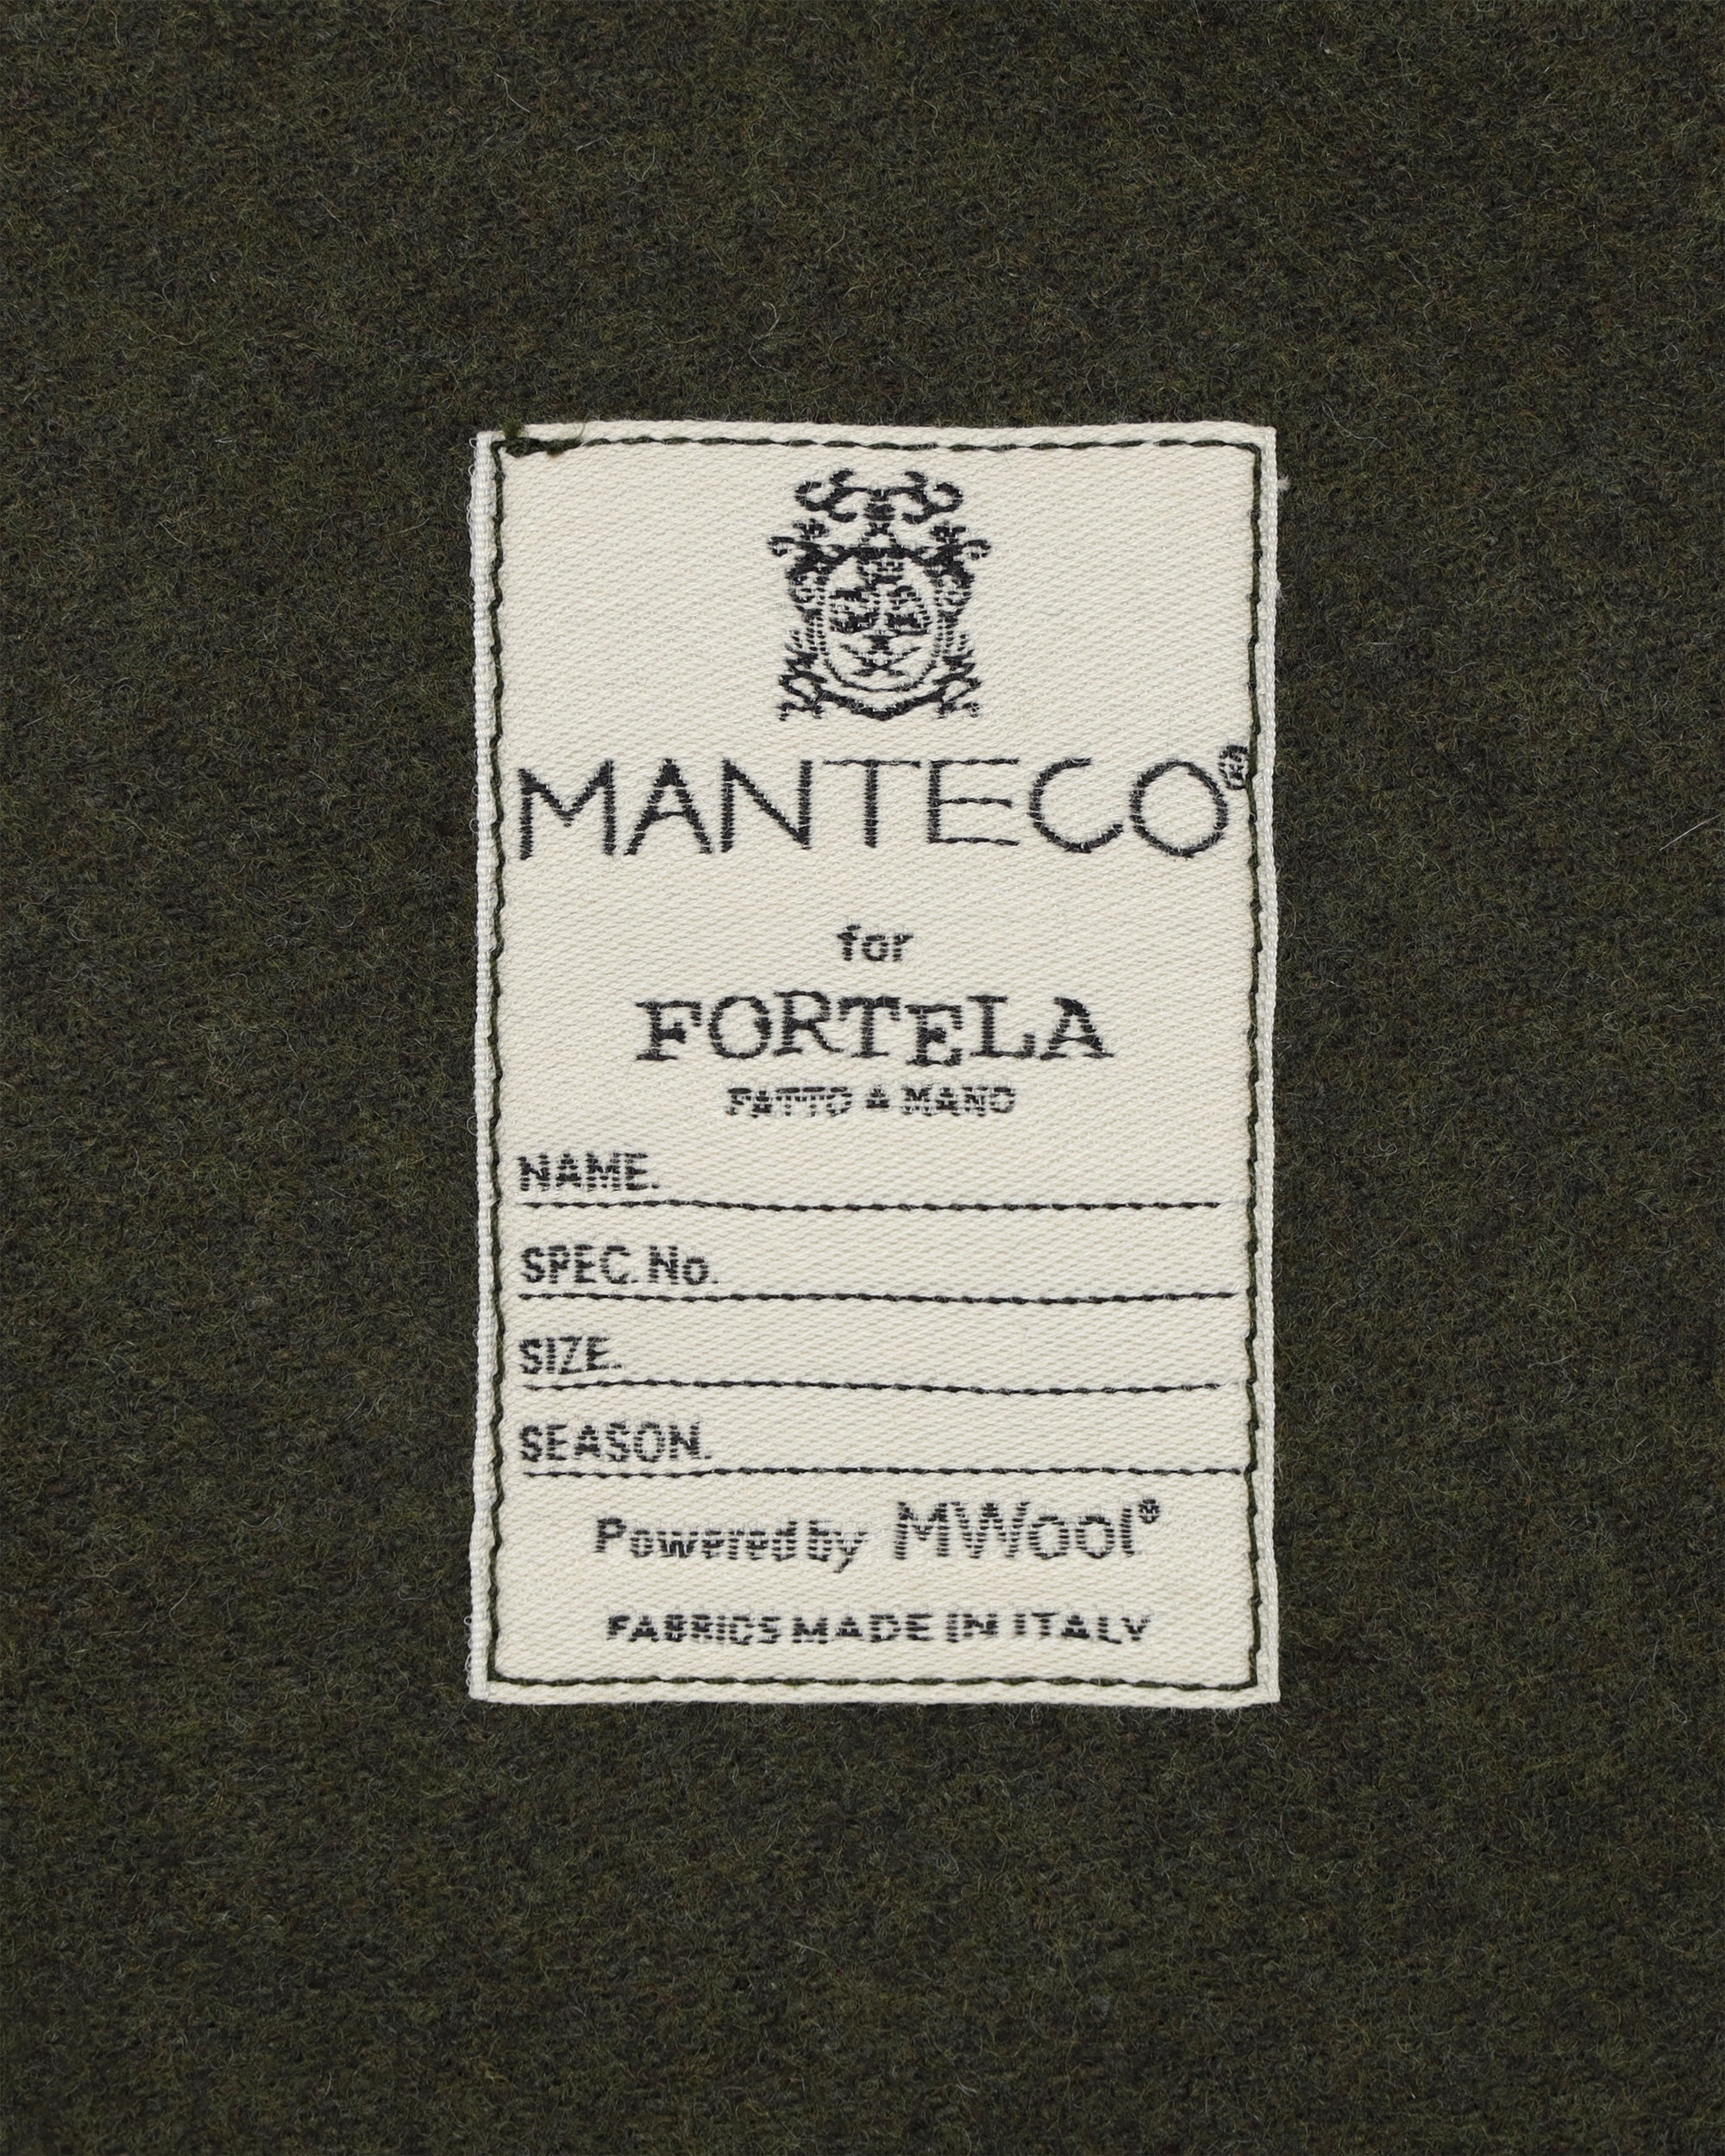 MANTECO®
for
FORTELA
FATTO A MANO
NAME.
SPEC. No.
SIZE.
SEASON.
Powered by MWool®
FABRICS MADE IN ITALY